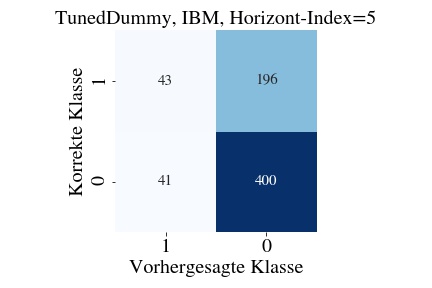 TunedDummy, IBM, Horizont-Index=5
Korrekte Klasse
1
43
196
0
41
400
1
0
Vorhergesagte Klasse